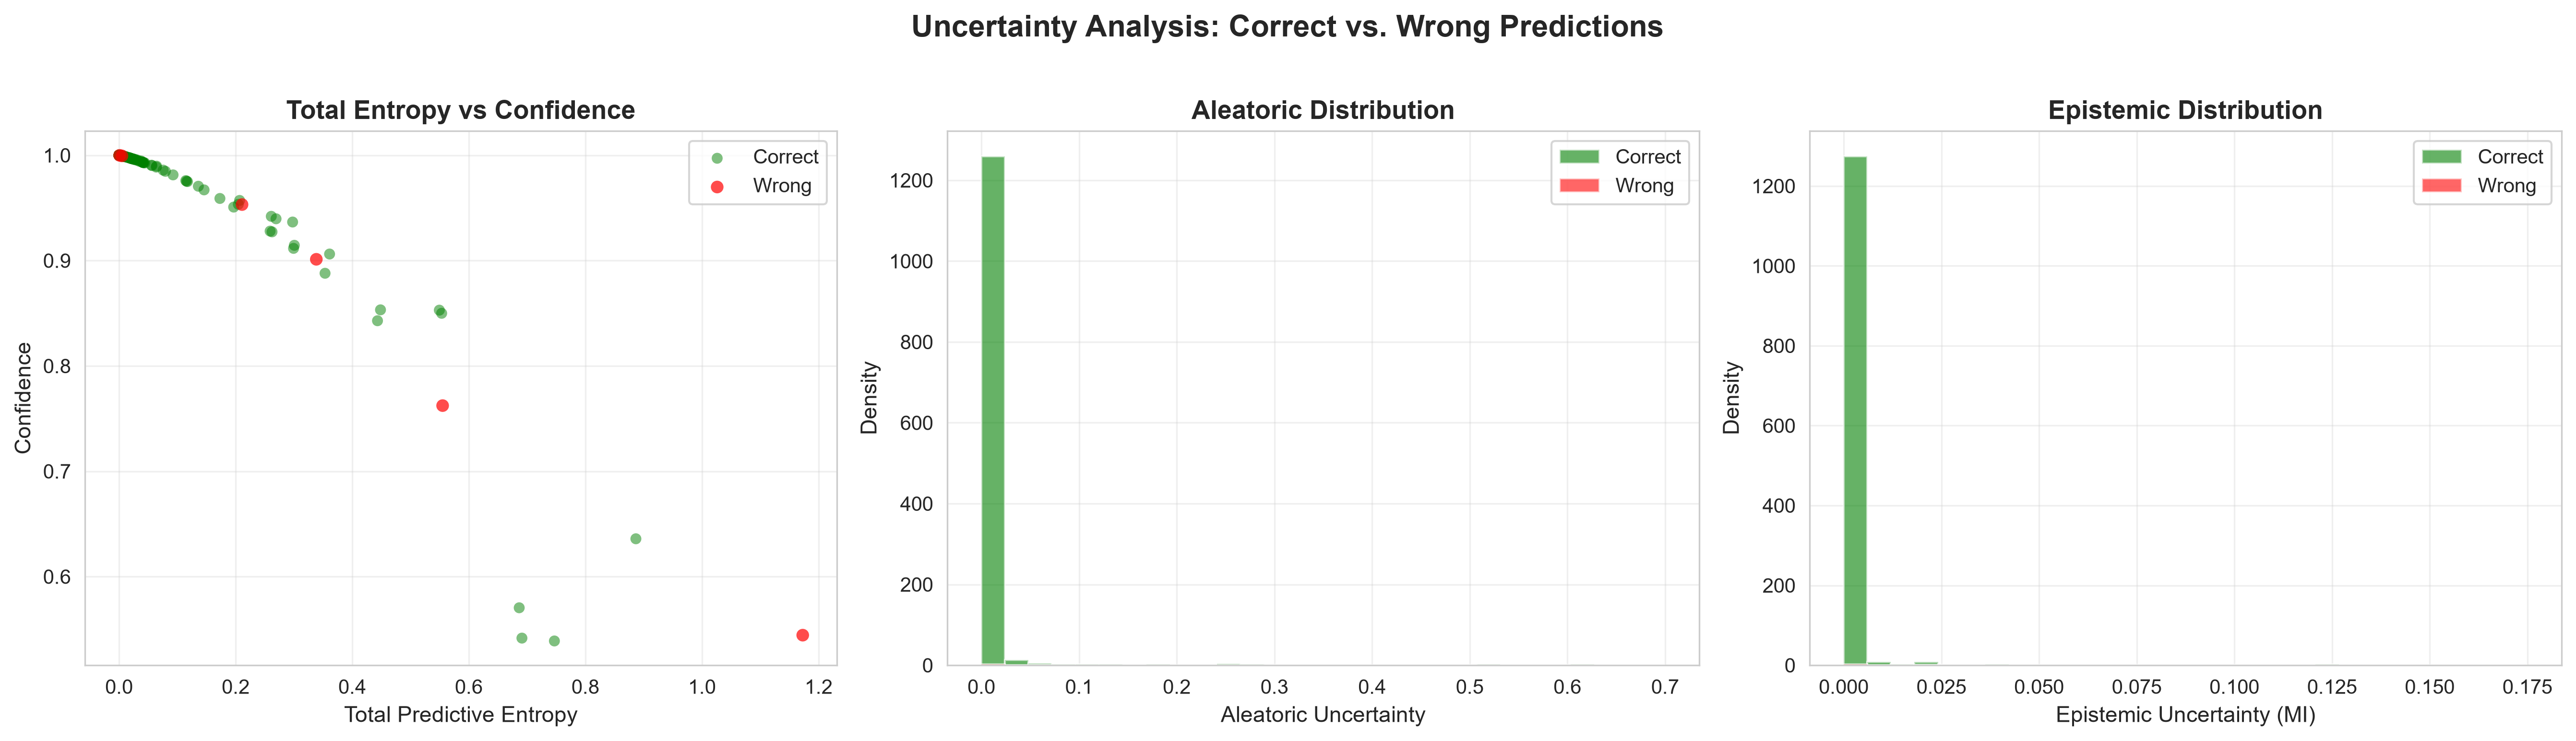 Uncertainty Analysis: Correct vs. Wrong Predictions
Total Entropy vs Confidence
Confidence
1.0
0.9
0.8
0.7
0.6
0.0 0.2 0.4 0.6 0.8 1.0 1.2
Total Predictive Entropy
Correct
Wrong
Aleatoric Distribution
Density
1200
1000
800
600
400
200
0
0.0 0.1 0.2 0.3 0.4 0.5 0.6 0.7
Aleatoric Uncertainty
Correct
Wrong
Epistemic Distribution
Density
1200
1000
800
600
400
200
0
0.000 0.025 0.050 0.075 0.100 0.125 0.150 0.175
Epistemic Uncertainty (MI)
Correct
Wrong